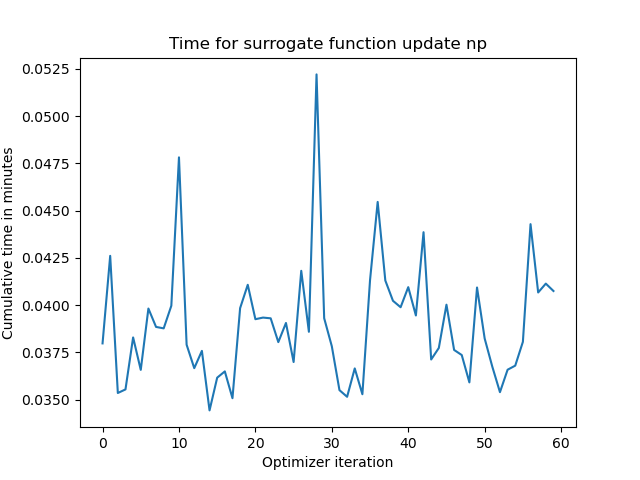 Time for surrogate function update np
0.0525
0.0500
0.0475
0.0450
0.0425
0.0400
0.0375
0.0350
Cumulative time in minutes
0 10 20 30 40 50 60
Optimizer iteration